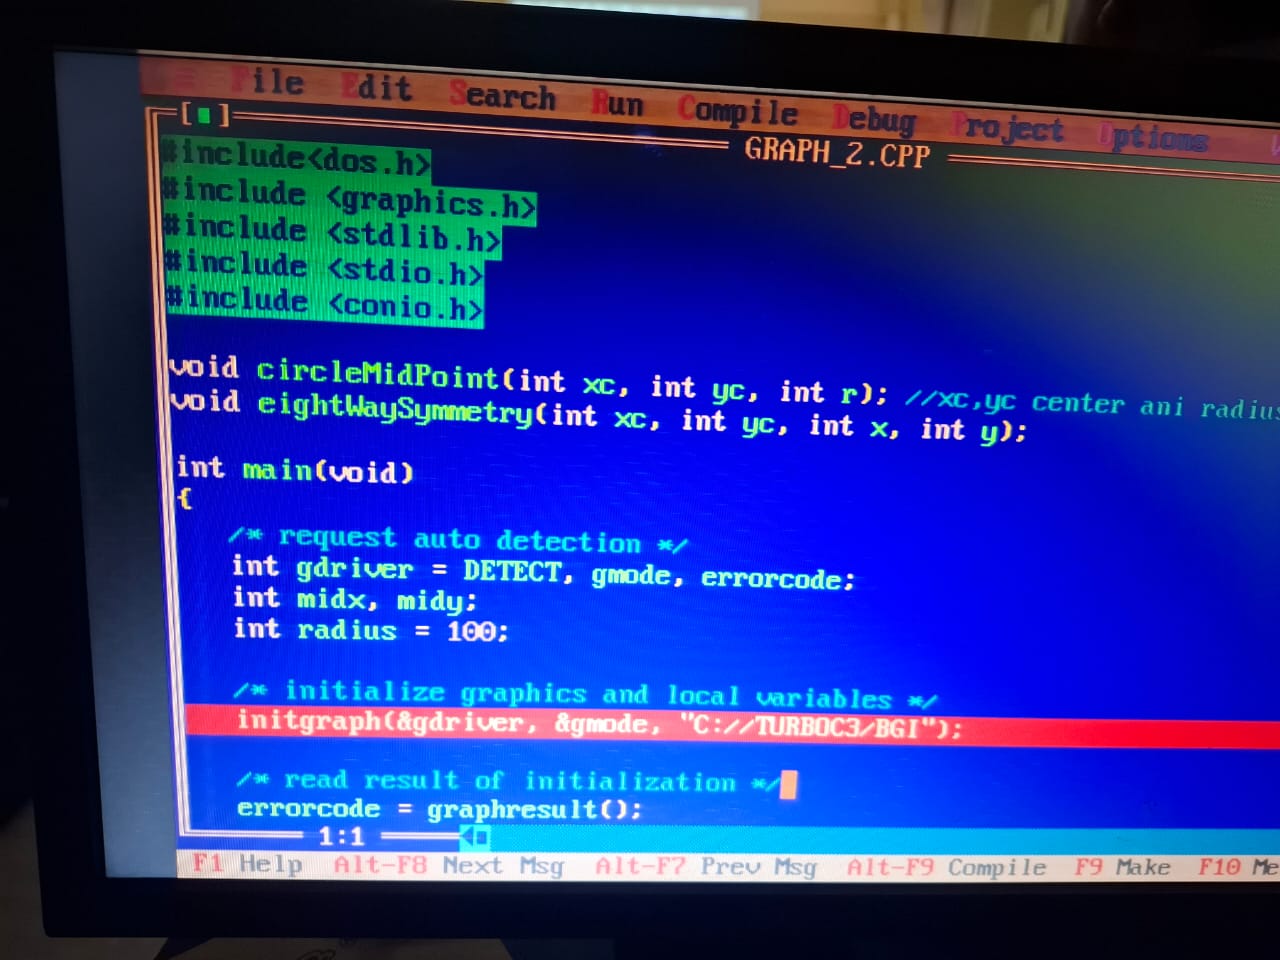 File Edit Search Run Compile Debug Project Options
[■]
GRAPH_2.CPP
#include<dos.h>
#include <graphics.h>
#include <stdlib.h>
#include <stdio.h>
#include <conio.h>
void circleMidPoint(int xc, int yc, int r); //xc,yc center ani radius
void eightWaySymmetry(int xc, int yc, int x, int y);
int main(void)
{
/* request auto detection */
int gdriver = DETECT, gmode, errorcode;
int midx, midy;
int radius = 100;
/* initialize graphics and local variables */
initgraph(&gdriver, &gmode, "C://TURBOC3/BGI");
/* read result of initialization */
errorcode = graphresult();
1:1
F1 Help Alt-F8 Next Msg Alt-F7 Prev Msg Alt-F9 Compile F9 Make F10 Me